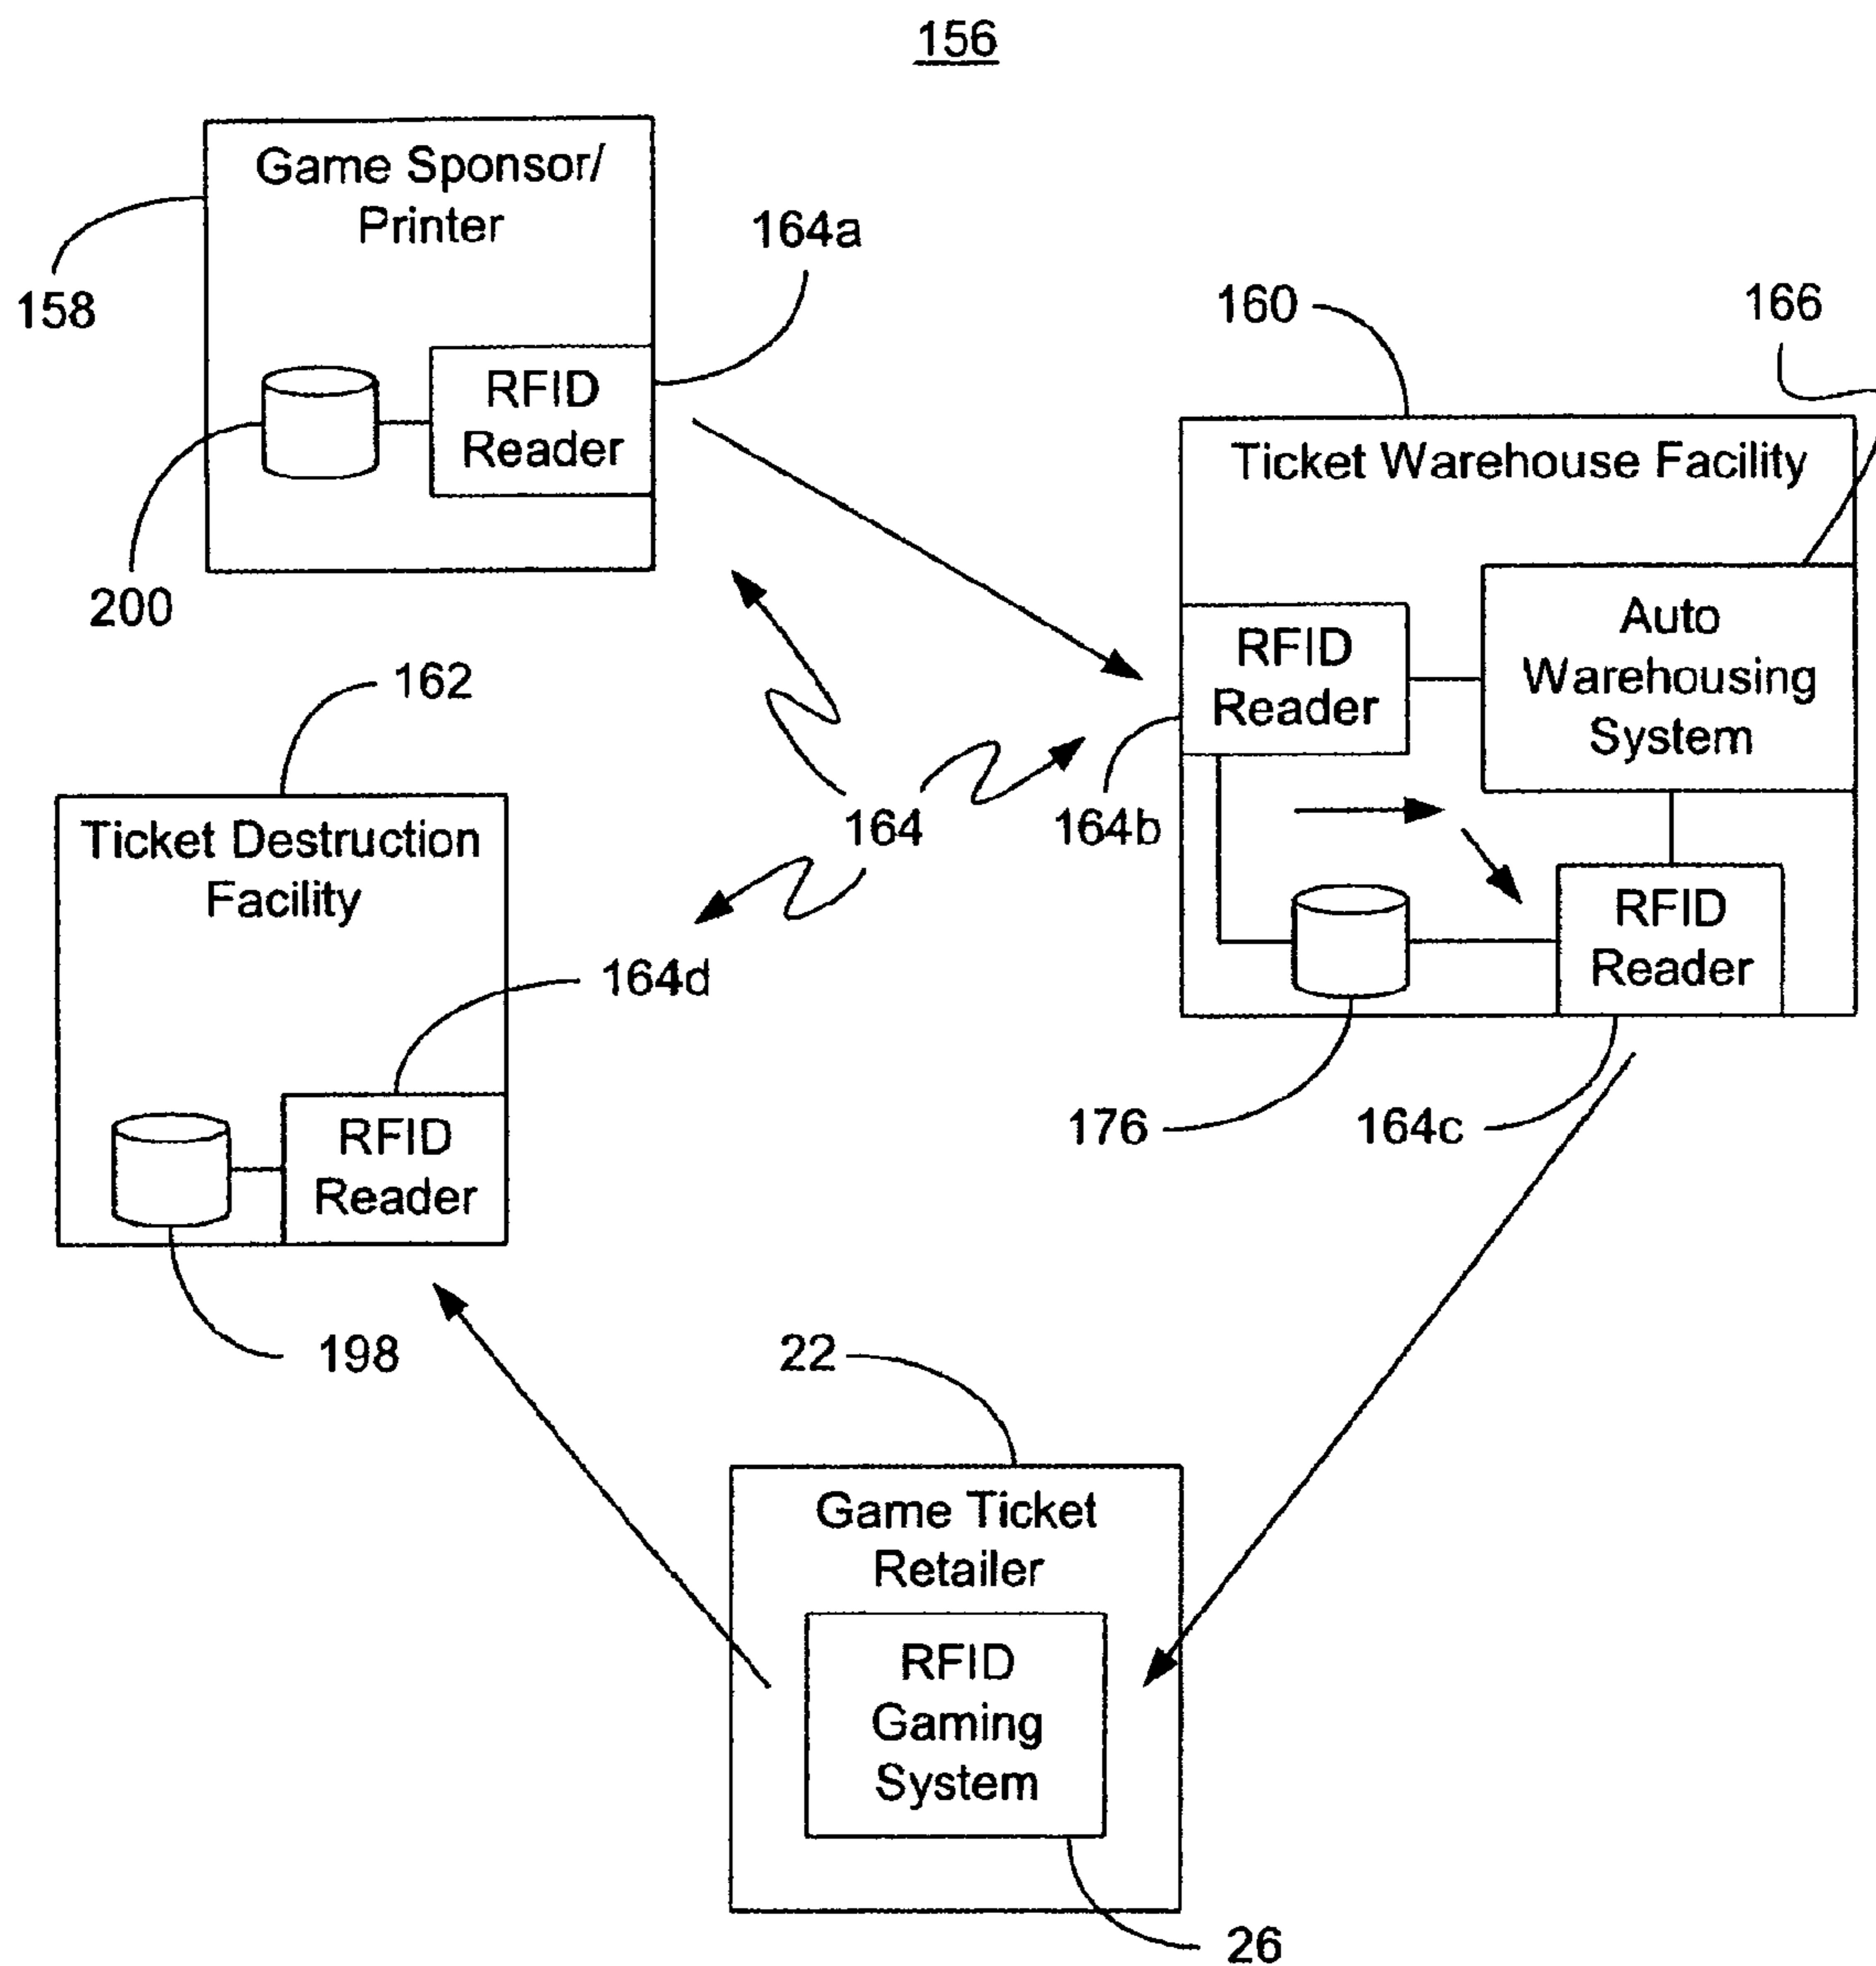 156
Game Sponsor/
Printer
158
164a
RFID
Reader
200
160
166
Ticket Warehouse Facility
RFID
Reader
Auto
Warehousing
System
164b
164
RFID
Reader
176
164c
162
Ticket Destruction
Facility
164d
RFID
Reader
198
22
Game Ticket
Retailer
RFID
Gaming
System
26